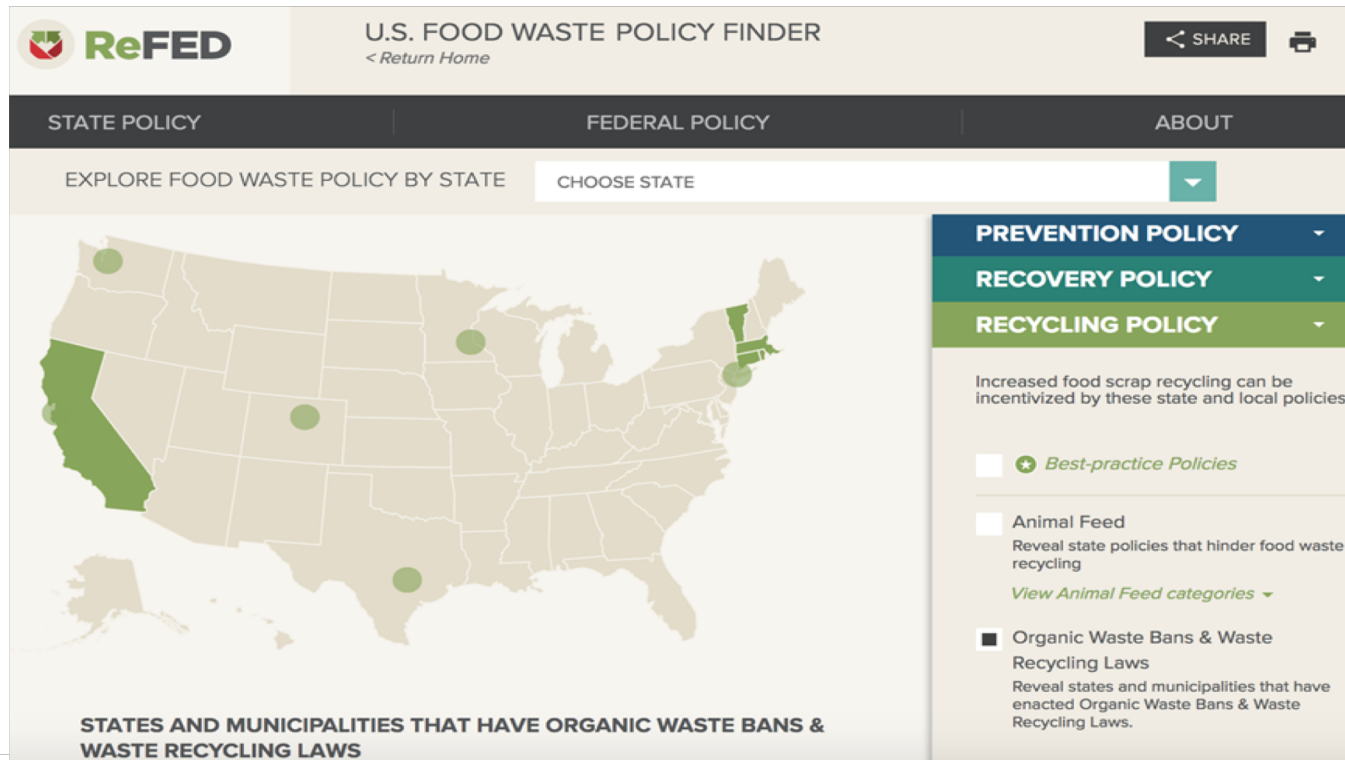 ReFED
U.S. FOOD WASTE POLICY FINDER
< Return Home
SHARE
STATE POLICY
FEDERAL POLICY
ABOUT
EXPLORE FOOD WASTE POLICY BY STATE
CHOOSE STATE
PREVENTION POLICY
RECOVERY POLICY
RECYCLING POLICY
Increased food scrap recycling can be
incentivized by these state and local policies
Best-practice Policies
Animal Feed
Reveal state policies that hinder food waste
recycling
View Animal Feed categories
Organic Waste Bans & Waste
Recycling Laws
Reveal states and municipalities that have
enacted Organic Waste Bans & Waste
Recycling Laws.
STATES AND MUNICIPALITIES THAT HAVE ORGANIC WASTE BANS &
WASTE RECYCLING LAWS